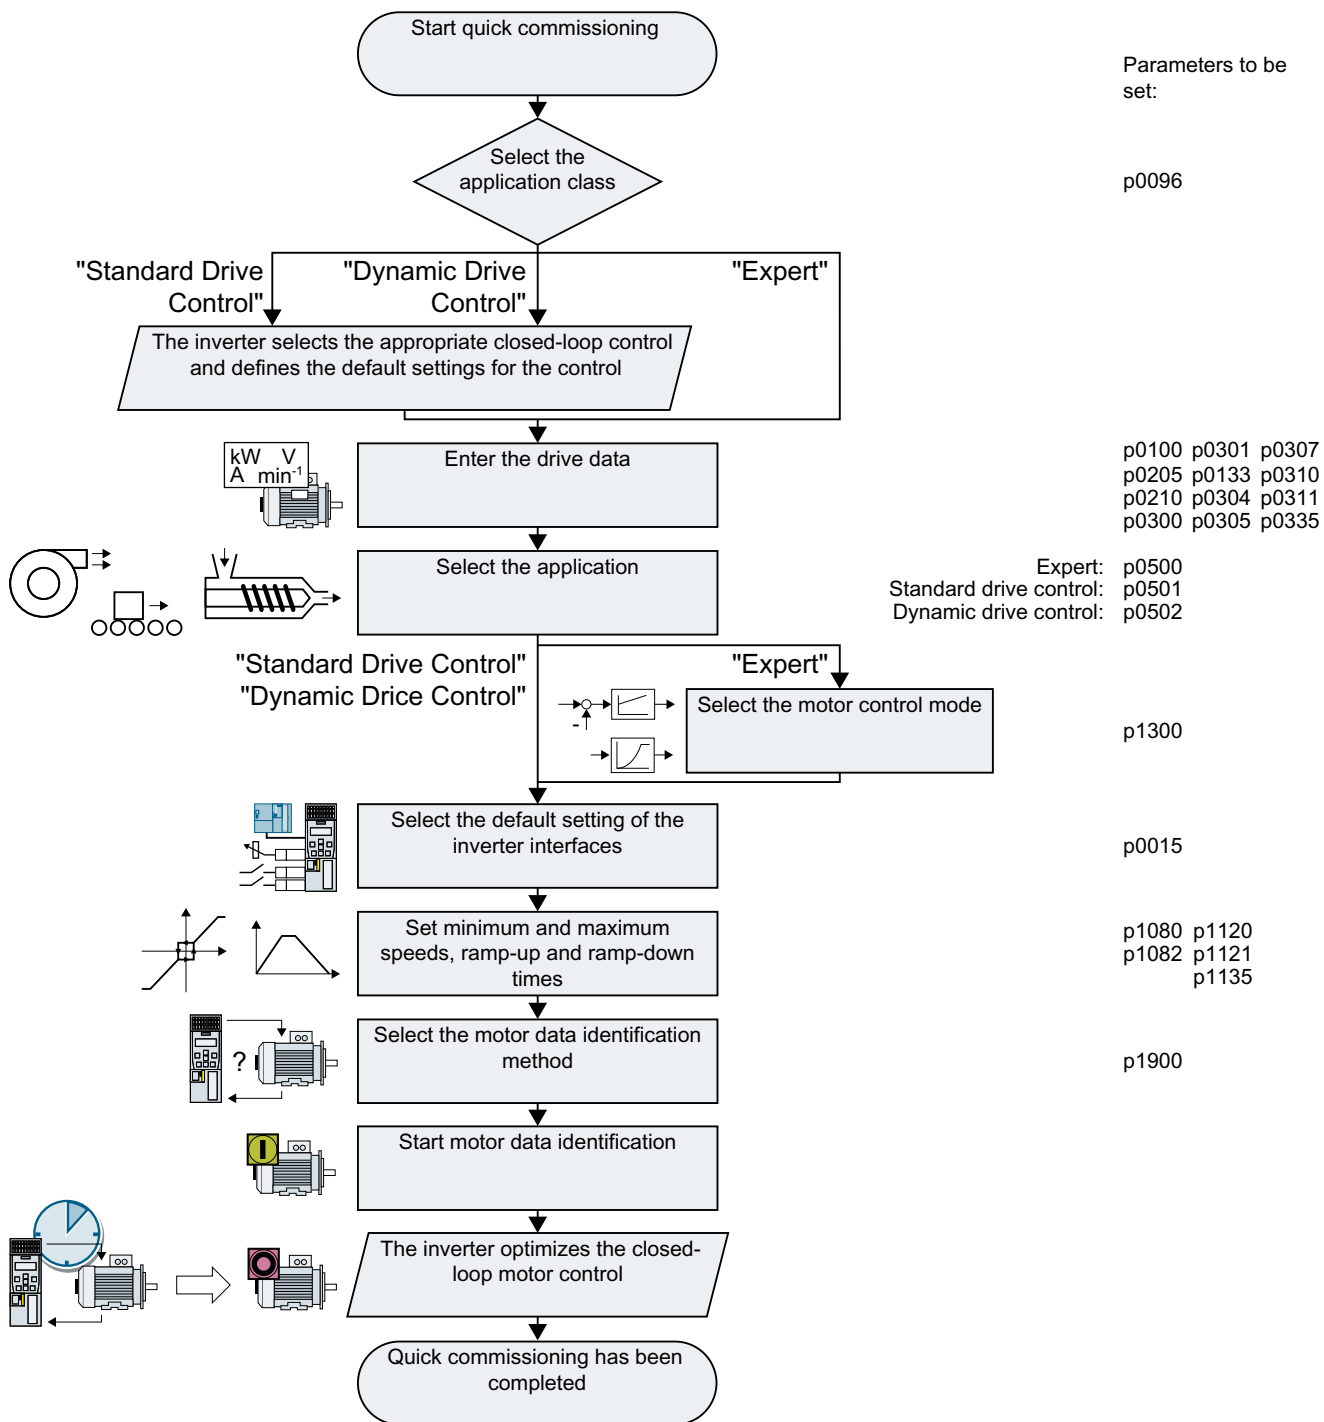 Start quick commissioning
Parameters to be
set:
Select the
application class
p0096
"Standard Drive
Control"
"Dynamic Drive
Control"
"Expert"
The inverter selects the appropriate closed-loop control
and defines the default settings for the control
kW V
A min-1
Enter the drive data
p0100 p0301 p0307
p0205 p0133 p0310
p0210 p0304 p0311
p0300 p0305 p0335
Select the application
Expert: p0500
Standard drive control: p0501
Dynamic drive control: p0502
"Standard Drive Control"
"Dynamic Drice Control"
"Expert"
-
Select the motor control mode
p1300
Select the default setting of the
inverter interfaces
p0015
Set minimum and maximum
speeds, ramp-up and ramp-down
times
p1080 p1120
p1082 p1121
p1135
?
Select the motor data identification
method
p1900
Start motor data identification
The inverter optimizes the closed-
loop motor control
Quick commissioning has been
completed